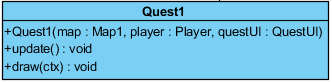 Quest1
+Quest1(map : Map1, player : Player, questUI : QuestUI)
+update() : void
+draw(ctx) : void